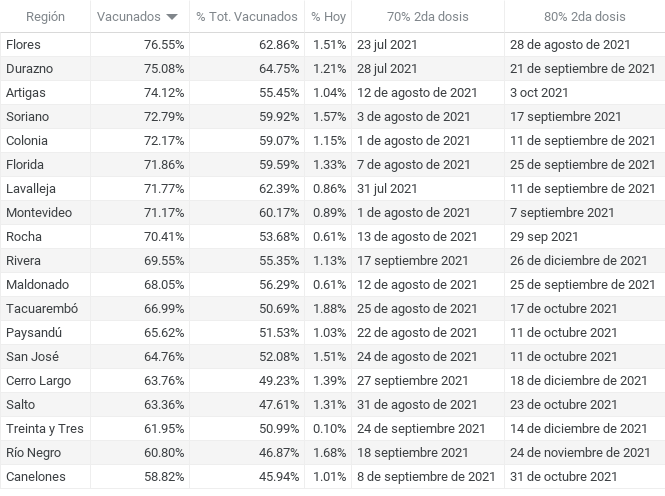 Región Vacunados % Tot. Vacunados % Hoy 70% 2da dosis 80% 2da dosis
Flores 76.55% 62.86% 1.51% 23 jul 2021 28 de agosto de 2021
Durazno 75.08% 64.75% 1.21% 28 jul 2021 21 de septiembre de 2021
Artigas 74.12% 55.45% 1.04% 12 de agosto de 2021 3 oct 2021
Soriano 72.79% 59.92% 1.57% 3 de agosto de 2021 17 septiembre 2021
Colonia 72.17% 59.07% 1.15% 1 de agosto de 2021 11 de septiembre de 2021
Florida 71.86% 59.59% 1.33% 7 de agosto de 2021 25 de septiembre de 2021
Lavalleja 71.77% 62.39% 0.86% 31 jul 2021 11 de septiembre de 2021
Montevideo 71.17% 60.17% 0.89% 1 de agosto de 2021 7 septiembre 2021
Rocha 70.41% 53.68% 0.61% 13 de agosto de 2021 29 sep 2021
Rivera 69.55% 55.35% 1.13% 17 septiembre 2021 26 de diciembre de 2021
Maldonado 68.05% 56.29% 0.61% 12 de agosto de 2021 25 de septiembre de 2021
Tacuarembó 66.99% 50.69% 1.88% 25 de agosto de 2021 17 de octubre 2021
Paysandú 65.62% 51.53% 1.03% 22 de agosto de 2021 11 de octubre 2021
San José 64.76% 52.08% 1.51% 24 de agosto de 2021 11 de octubre 2021
Cerro Largo 63.76% 49.23% 1.39% 27 septiembre 2021 18 de diciembre de 2021
Salto 63.36% 47.61% 1.31% 31 de agosto de 2021 23 de octubre 2021
Treinta y Tres 61.95% 50.99% 0.10% 24 de septiembre de 2021 14 de diciembre de 2021
Río Negro 60.80% 46.87% 1.68% 18 septiembre 2021 24 de noviembre de 2021
Canelones 58.82% 45.94% 1.01% 8 de septiembre de 2021 31 de octubre 2021